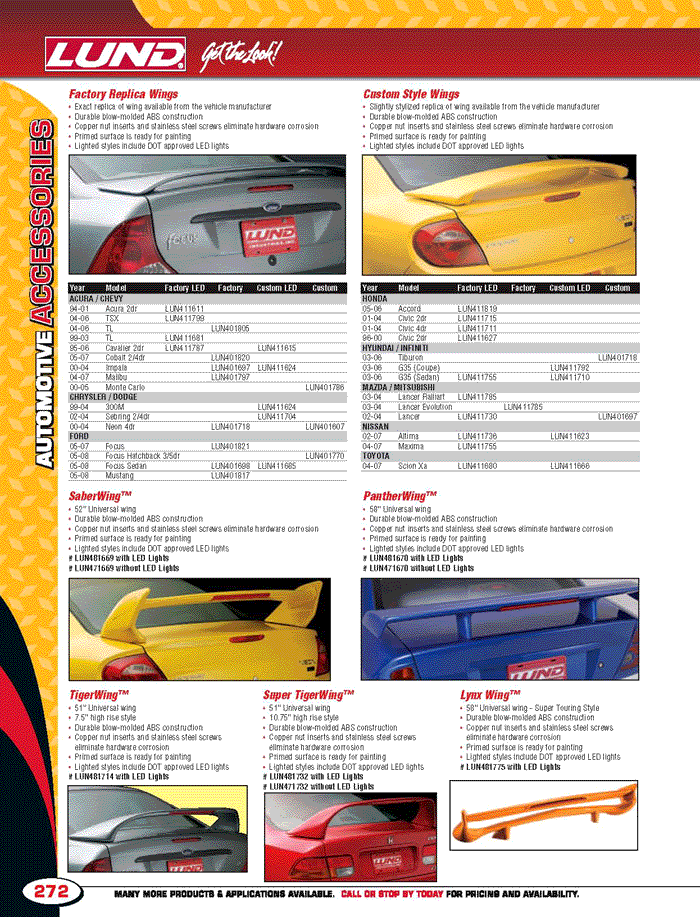 LUND
Get the Look!
AUTOMOTIVE ACCESSORIES
Factory Replica Wings
• Exact replica of wing available from the vehicle manufacturer
• Durable blow-molded ABS construction
• Copper nut inserts and stainless steel screws eliminate hardware corrosion
• Primed surface is ready for painting
• Lighted styles include DOT approved LED lights
LUND
INDUSTRIES, INC.
Year Model Factory LED Factory Custom LED Custom
ACURA / CHEVY
94-01 Acura 2dr LUN411611
04-06 TSX LUN411799
04-06 TL LUN401805
99-03 TL LUN411681
95-06 Cavalier 2dr LUN411787 LUN411615
05-07 Cobalt 2/4dr LUN401820
00-04 Impala LUN401697 LUN411624
04-07 Malibu LUN401797
00-05 Monte Carlo LUN401786
CHRYSLER / DODGE
99-04 300M LUN411624
02-04 Sebring 2/4dr LUN411704
00-04 Neon 4dr LUN401718 LUN401607
FORD
05-07 Focus LUN401821
05-08 Focus Hatchback 3/5dr LUN401770
05-08 Focus Sedan LUN401698 LUN411685
05-08 Mustang LUN401817
Custom Style Wings
• Slightly stylized replica of wing available from the vehicle manufacturer
• Durable blow-molded ABS construction
• Copper nut inserts and stainless steel screws eliminate hardware corrosion
• Primed surface is ready for painting
• Lighted styles include DOT approved LED lights
Year Model Factory LED Factory Custom LED Custom
HONDA
05-06 Accord LUN411819
01-04 Civic 2dr LUN411715
01-04 Civic 4dr LUN411711
96-00 Civic 2dr LUN411627
HYUNDAI / INFINITI
03-06 Tiburon LUN401718
03-06 G35 (Coupe) LUN411792
03-06 G35 (Sedan) LUN411755 LUN411710
MAZDA / MITSUBISHI
03-04 Lancer Ralliart LUN411785
03-04 Lancer Evolution LUN411785
02-04 Lancer LUN411730 LUN401697
NISSAN
02-07 Altima LUN411736 LUN411623
04-07 Maxima LUN411755
TOYOTA
04-07 Scion Xa LUN411680 LUN411666
SaberWing™
• 52" Universal wing
• Durable blow-molded ABS construction
• Copper nut inserts and stainless steel screws eliminate hardware corrosion
• Primed surface is ready for painting
• Lighted styles include DOT approved LED lights
# LUN481669 with LED Lights
# LUN471669 without LED Lights
PantherWing™
• 58" Universal wing
• Durable blow-molded ABS construction
• Copper nut inserts and stainless steel screws eliminate hardware corrosion
• Primed surface is ready for painting
• Lighted styles include DOT approved LED lights
# LUN481670 with LED Lights
# LUN471670 without LED Lights
LUND
LUND
TigerWing™
• 51" Universal wing
• 7.5" high rise style
• Durable blow-molded ABS construction
• Copper nut inserts and stainless steel screws
eliminate hardware corrosion
• Primed surface is ready for painting
• Lighted styles include DOT approved LED lights
# LUN481714 with LED Lights
LUND
Super TigerWing™
• 51" Universal wing
• 10.75" high rise style
• Durable blow-molded ABS construction
• Copper nut inserts and stainless steel screws
eliminate hardware corrosion
• Primed surface is ready for painting
• Lighted styles include DOT approved LED lights
# LUN481732 with LED Lights
# LUN471732 without LED Lights
LUND
Lynx Wing™
• 58" Universal wing - Super Touring Style
• Durable blow-molded ABS construction
• Copper nut inserts and stainless steel screws
eliminate hardware corrosion
• Primed surface is ready for painting
• Lighted styles include DOT approved LED lights
# LUN481775 with LED Lights
272
MANY MORE PRODUCTS & APPLICATIONS AVAILABLE. CALL OR STOP BY TODAY FOR PRICING AND AVAILABILITY.